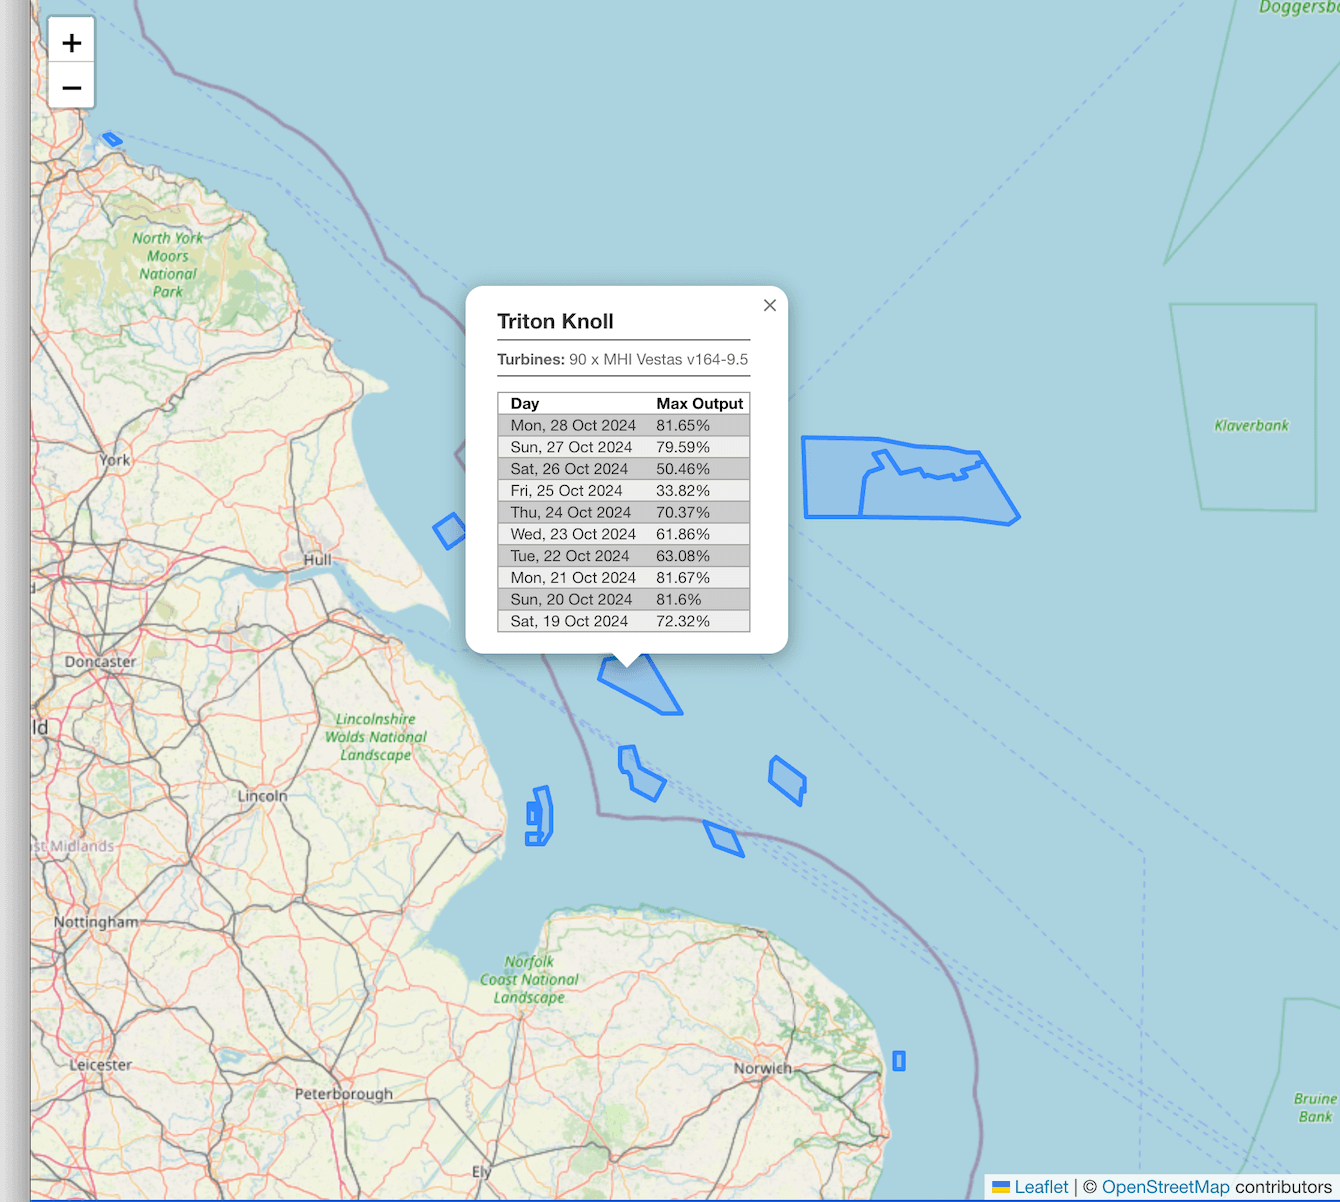 Doggersb
+
−
North York
Moors
National
Park
Triton Knoll
×
Turbines: 90 x MHI Vestas v164-9.5
Day Max Output
Mon, 28 Oct 2024 81.65%
Sun, 27 Oct 2024 79.59%
Sat, 26 Oct 2024 50.46%
Fri, 25 Oct 2024 33.82%
Thu, 24 Oct 2024 70.37%
Wed, 23 Oct 2024 61.86%
Tue, 22 Oct 2024 63.08%
Mon, 21 Oct 2024 81.67%
Sun, 20 Oct 2024 81.6%
Sat, 19 Oct 2024 72.32%
Klaverbank
York
Hull
Doncaster
ld
Lincolnshire
Wolds National
Landscape
Lincoln
st Midlands
Nottingham
Norfolk
Coast National
Landscape
Leicester
Norwich
Peterborough
Bruine
Bank
Ely
Leaflet | © OpenStreetMap contributors